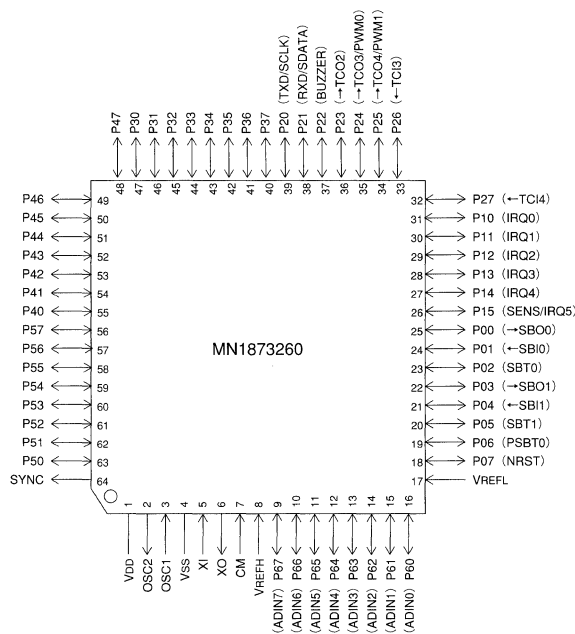 P47
P30
P31
P32
P33
P34
P35
P36
P37
P20 (TXD/SCLK)
P21 (RXD/SDATA)
P22 (BUZZER)
P23 (→TCO2)
P24 (→TCO3/PWM0)
P25 (→TCO4/PWM1)
P26 (←TCI3)
48 47 46 45 44 43 42 41 40 39 38 37 36 35 34 33
P46 49
P45 50
P44 51
P43 52
P42 53
P41 54
P40 55
P57 56
P56 57
P55 58
P54 59
P53 60
P52 61
P51 62
P50 63
SYNC 64
MN1873260
32 P27 (←TCI4)
31 P10 (IRQ0)
30 P11 (IRQ1)
29 P12 (IRQ2)
28 P13 (IRQ3)
27 P14 (IRQ4)
26 P15 (SENS/IRQ5)
25 P00 (→SBO0)
24 P01 (←SBI0)
23 P02 (SBT0)
22 P03 (→SBO1)
21 P04 (←SBI1)
20 P05 (SBT1)
19 P06 (PSBT0)
18 P07 (NRST)
17 VREFL
1 2 3 4 5 6 7 8 9 10 11 12 13 14 15 16
VDD
OSC2
OSC1
VSS
XI
XO
CM
VREFH
(ADIN7) P67
(ADIN6) P66
(ADIN5) P65
(ADIN4) P64
(ADIN3) P63
(ADIN2) P62
(ADIN1) P61
(ADIN0) P60